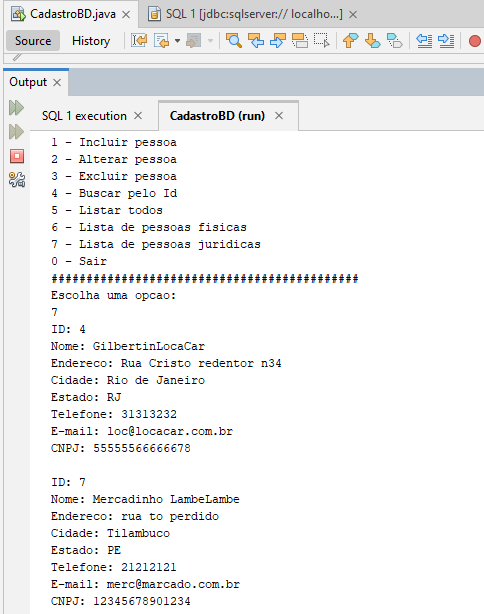 CadastroBD.java
SQL 1 [jdbc:sqlserver:// localho...]
Source
History
Output
SQL 1 execution
CadastroBD (run)
1 - Incluir pessoa
2 - Alterar pessoa
3 - Excluir pessoa
4 - Buscar pelo Id
5 - Listar todos
6 - Lista de pessoas fisicas
7 - Lista de pessoas juridicas
0 - Sair
############################################
Escolha uma opcao:
7
ID: 4
Nome: GilbertinLocaCar
Endereco: Rua Cristo redentor n34
Cidade: Rio de Janeiro
Estado: RJ
Telefone: 31313232
E-mail: loc@locacar.com.br
CNPJ: 55555566666678
ID: 7
Nome: Mercadinho LambeLambe
Endereco: rua to perdido
Cidade: Tilambuco
Estado: PE
Telefone: 21212121
E-mail: merc@marcado.com.br
CNPJ: 12345678901234